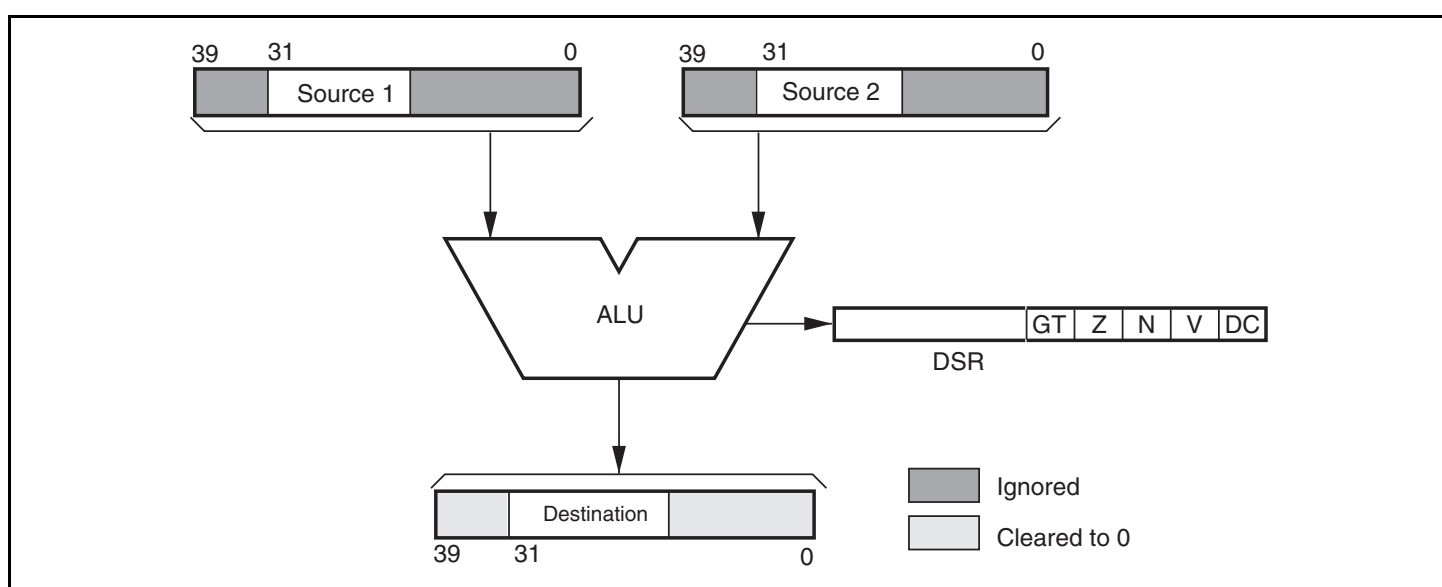 39 31 0 39 31 0
Source 1 Source 2
ALU
GT Z N V DC
DSR
Ignored
Destination
Cleared to 0
39 31 0